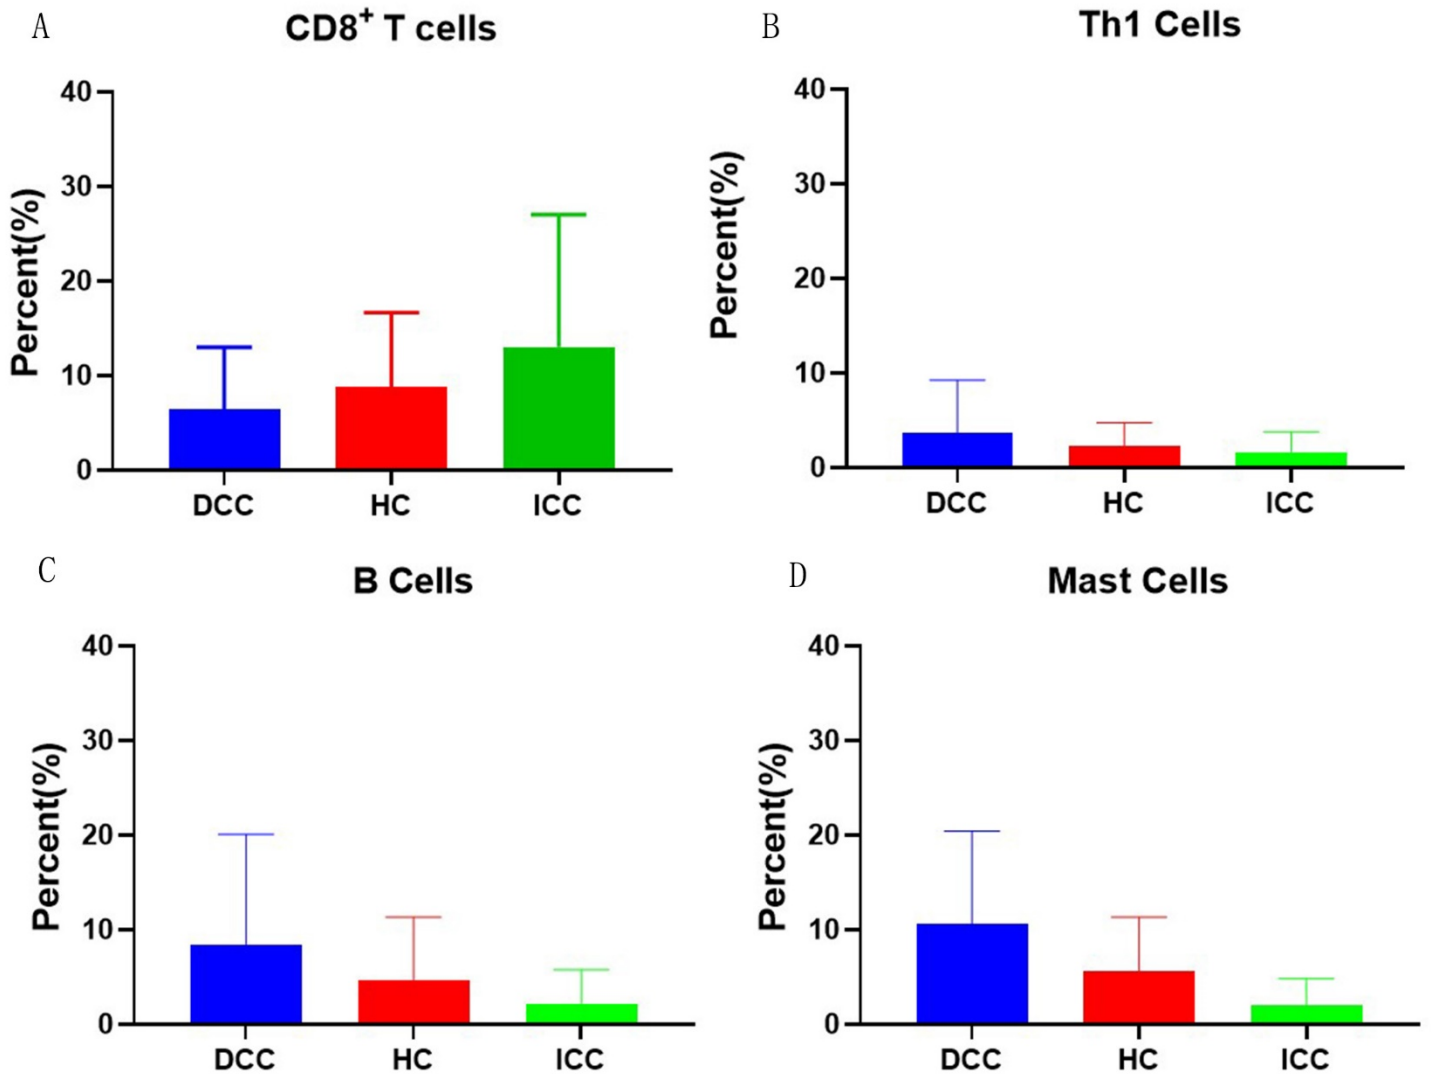 A
CD8⁺ T cells
Percent(%)
40
30
20
10
0
DCC
HC
ICC
B
Th1 Cells
Percent(%)
40
30
20
10
0
DCC
HC
ICC
C
B Cells
Percent(%)
40
30
20
10
0
DCC
HC
ICC
D
Mast Cells
Percent(%)
40
30
20
10
0
DCC
HC
ICC